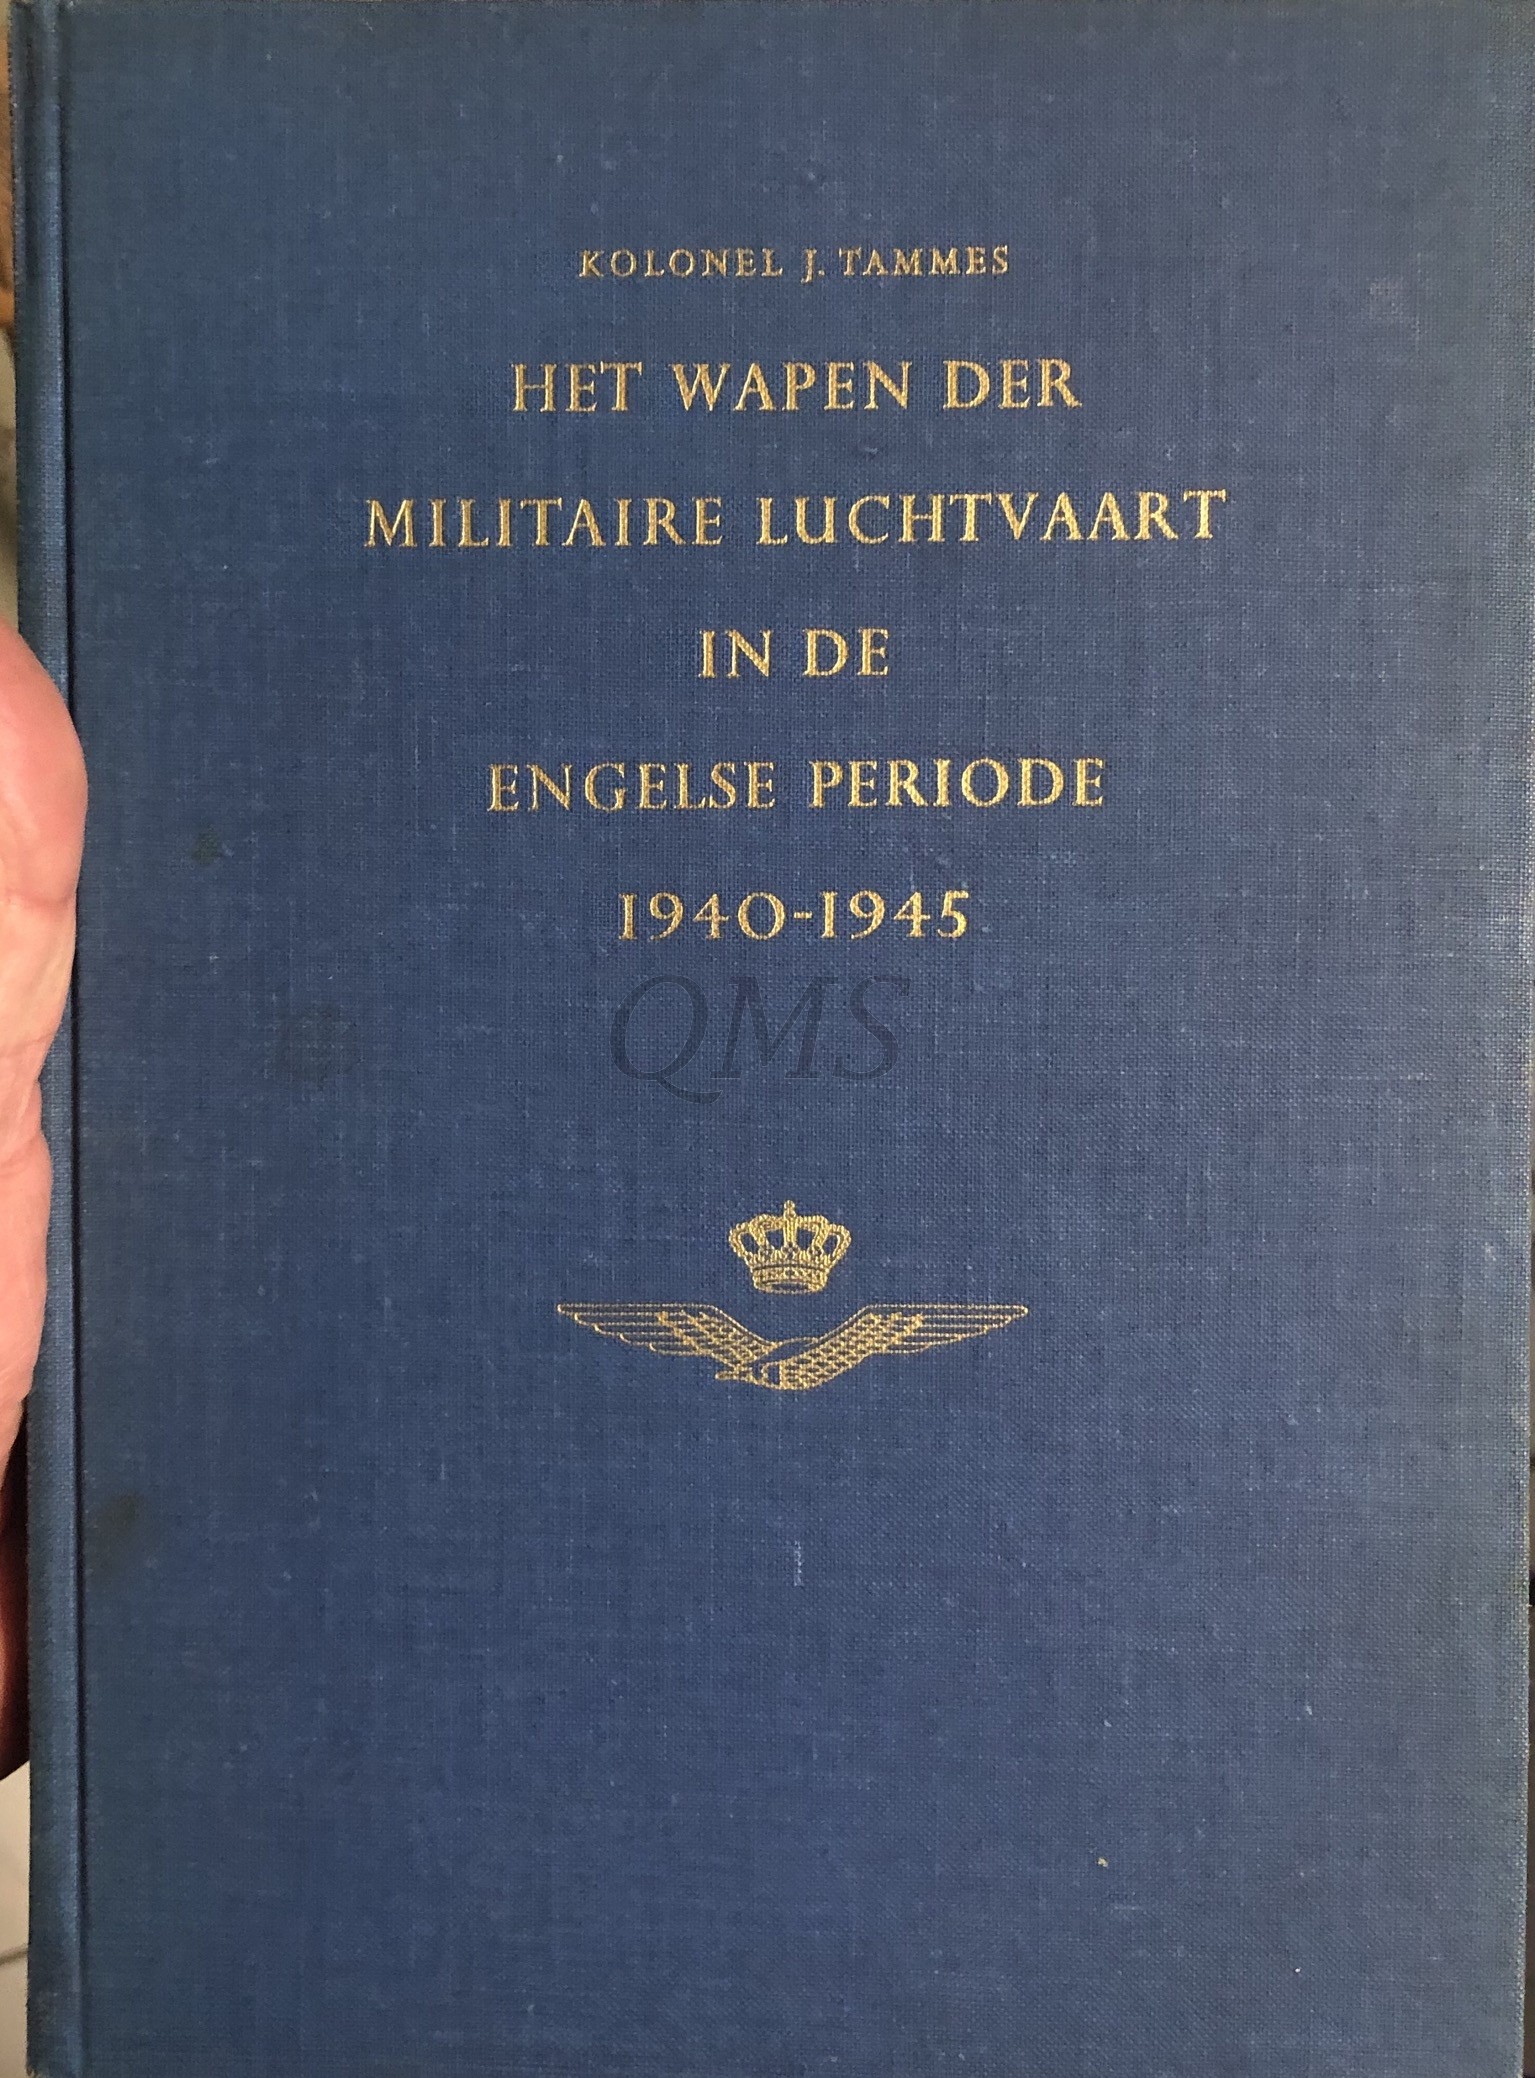 KOLONEL J. TAMMES
HET WAPEN DER
MILITAIRE LUCHTVAART
IN DE
ENGELSE PERIODE
1940-1945
QMS